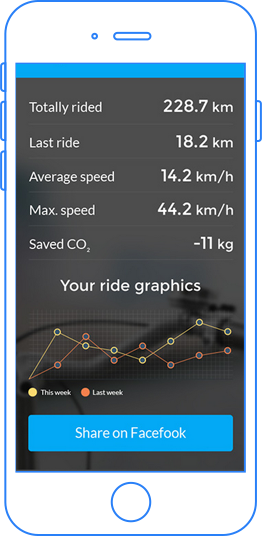 Totally rided 228.7 km
Last ride 18.2 km
Average speed 14.2 km/h
Max. speed 44.2 km/h
Saved CO2 -11 kg
Your ride graphics
This week Last week
Share on Facefook